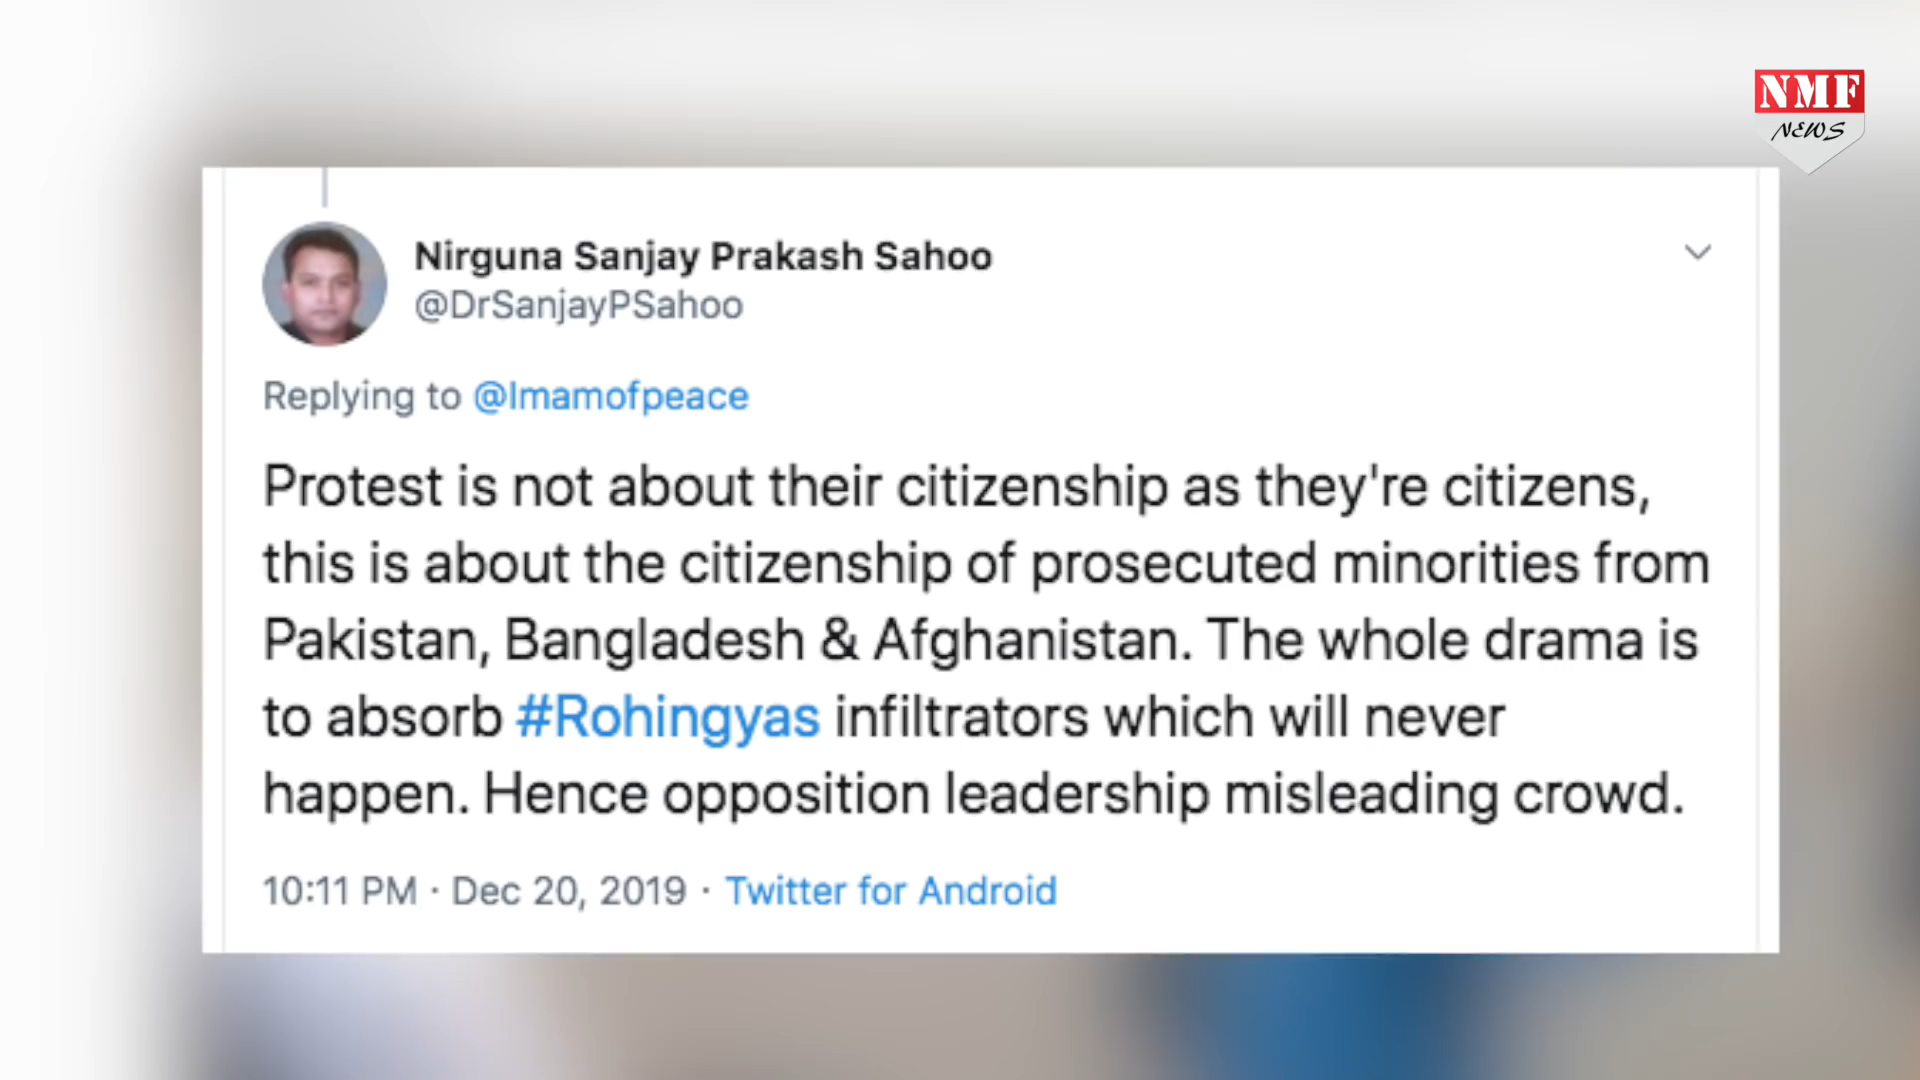 NMF
NEWS
Nirguna Sanjay Prakash Sahoo
@DrSanjayPSahoo
Replying to @Imamofpeace
Protest is not about their citizenship as they're citizens,
this is about the citizenship of prosecuted minorities from
Pakistan, Bangladesh & Afghanistan. The whole drama is
to absorb #Rohingyas infiltrators which will never
happen. Hence opposition leadership misleading crowd.
10:11 PM · Dec 20, 2019 · Twitter for Android